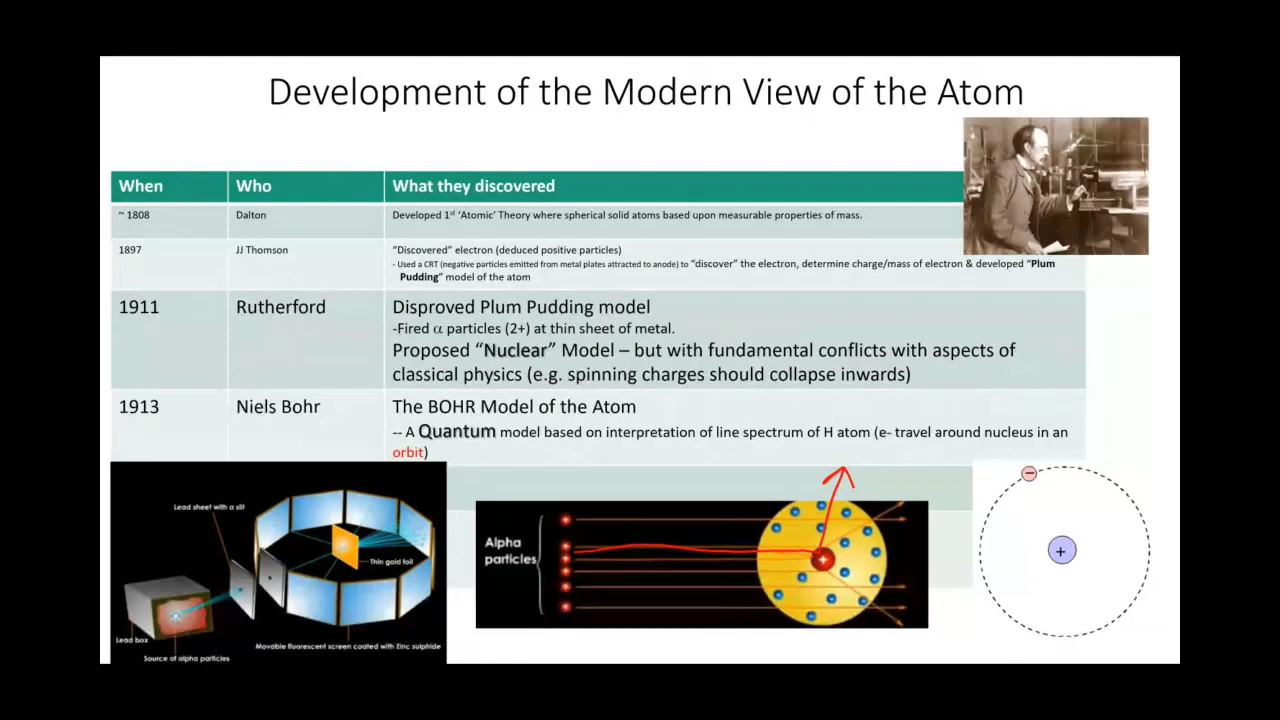 Development of the Modern View of the Atom
When Who What they discovered
~ 1808 Dalton Developed 1st ‘Atomic’ Theory where spherical solid atoms based upon measurable properties of mass.
1897 JJ Thomson “Discovered” electron (deduced positive particles)
- Used a CRT (negative particles emitted from metal plates attracted to anode) to “discover” the electron, determine charge/mass of electron & developed “Plum
Pudding” model of the atom
1911 Rutherford Disproved Plum Pudding model
-Fired α particles (2+) at thin sheet of metal.
Proposed “Nuclear” Model – but with fundamental conflicts with aspects of
classical physics (e.g. spinning charges should collapse inwards)
1913 Niels Bohr The BOHR Model of the Atom
-- A Quantum model based on interpretation of line spectrum of H atom (e- travel around nucleus in an
orbit)
Lead sheet with a slit
Thin gold foil
Lead box
Movable fluorescent screen coated with Zinc sulphide
Source of alpha particles
Alpha
particles